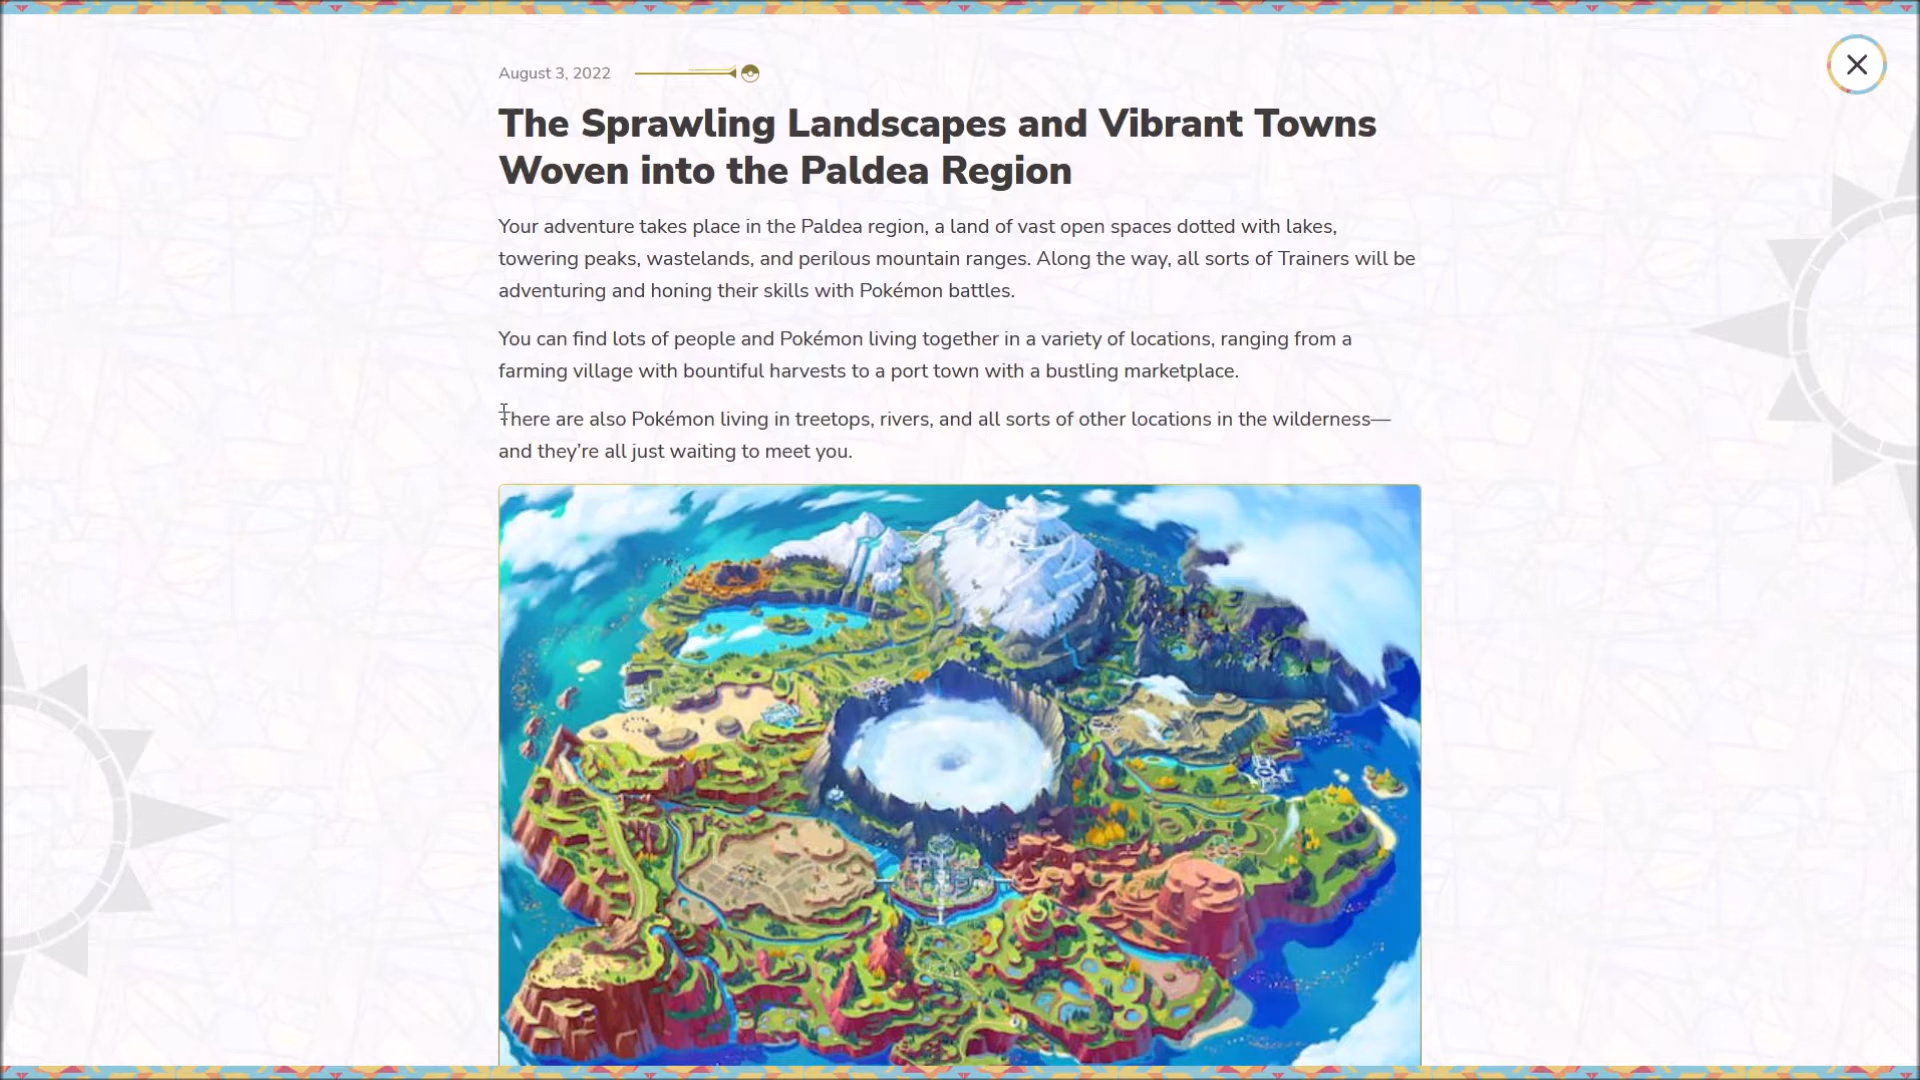 August 3, 2022
The Sprawling Landscapes and Vibrant Towns
Woven into the Paldea Region
Your adventure takes place in the Paldea region, a land of vast open spaces dotted with lakes,
towering peaks, wastelands, and perilous mountain ranges. Along the way, all sorts of Trainers will be
adventuring and honing their skills with Pokémon battles.
You can find lots of people and Pokémon living together in a variety of locations, ranging from a
farming village with bountiful harvests to a port town with a bustling marketplace.
There are also Pokémon living in treetops, rivers, and all sorts of other locations in the wilderness—
and they’re all just waiting to meet you.